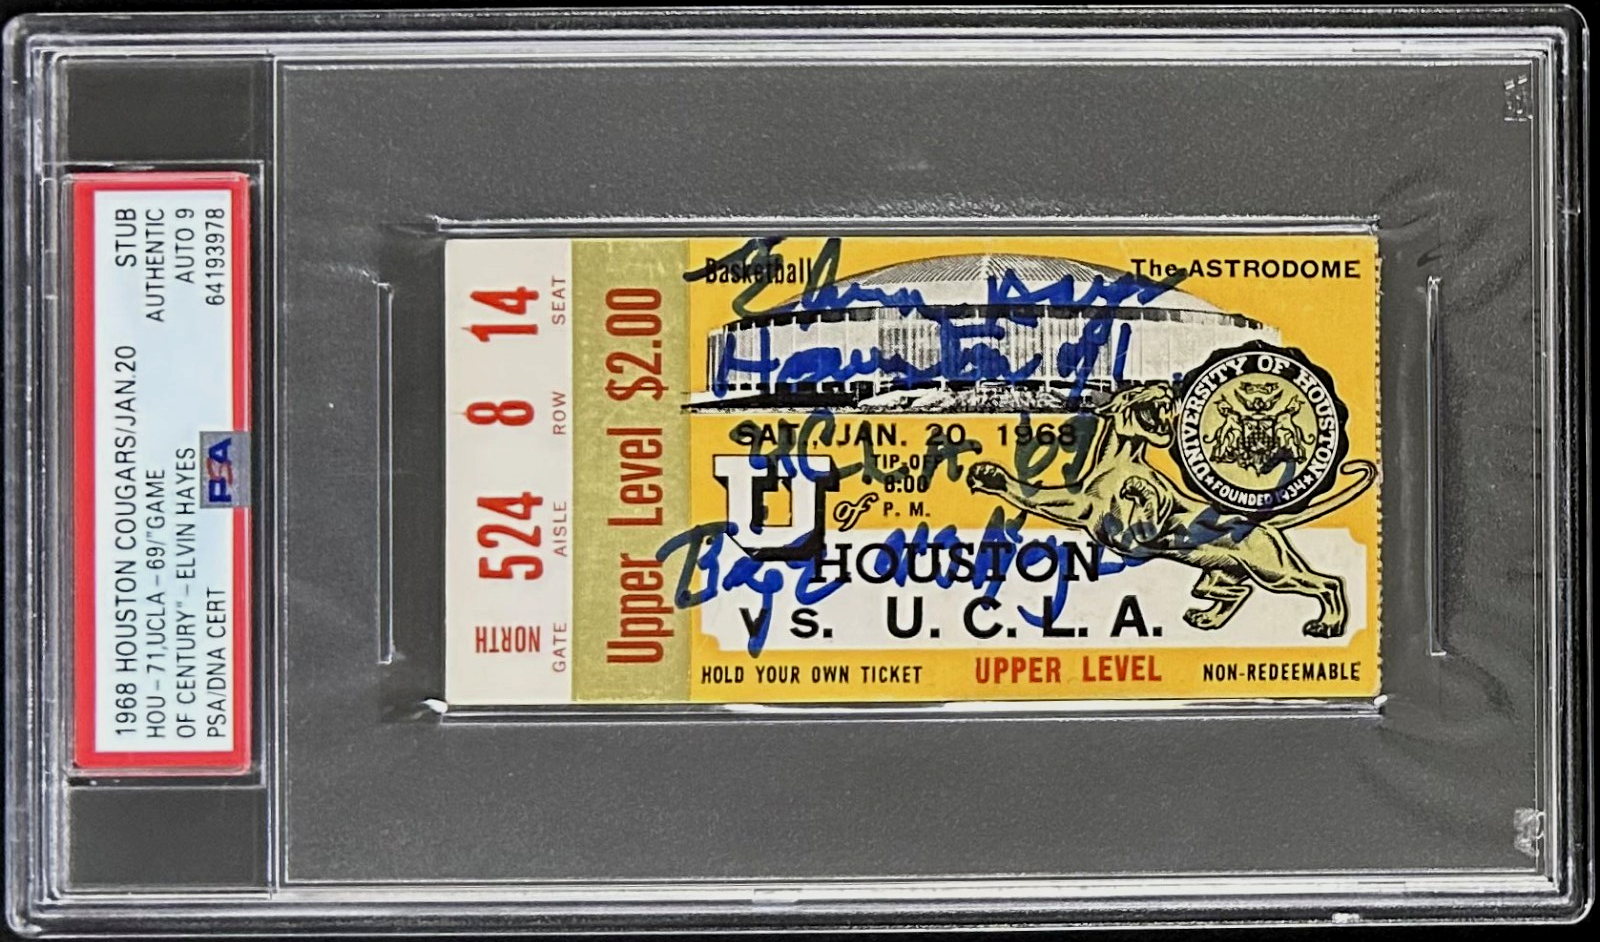 1968 HOUSTON COUGARS/JAN.20 STUB
HOU-71,UCLA-69/"GAME AUTHENTIC
OF CENTURY"-ELVIN HAYES AUTO 9
PSA/DNA CERT 64193978
PSA
14 SEAT
8 ROW
524 AISLE
NORTH GATE
Upper Level $2.00
Basketball
The ASTRODOME
Elvin Hayes
Houston 71
UCLA 69
SAT., JAN. 20, 1968
TIP-OFF
8:00
P. M.
U of
HOUSTON
VS. U. C. L. A.
Big E
UNIVERSITY OF HOUSTON
FOUNDED 1934
HOLD YOUR OWN TICKET
UPPER LEVEL
NON-REDEEMABLE